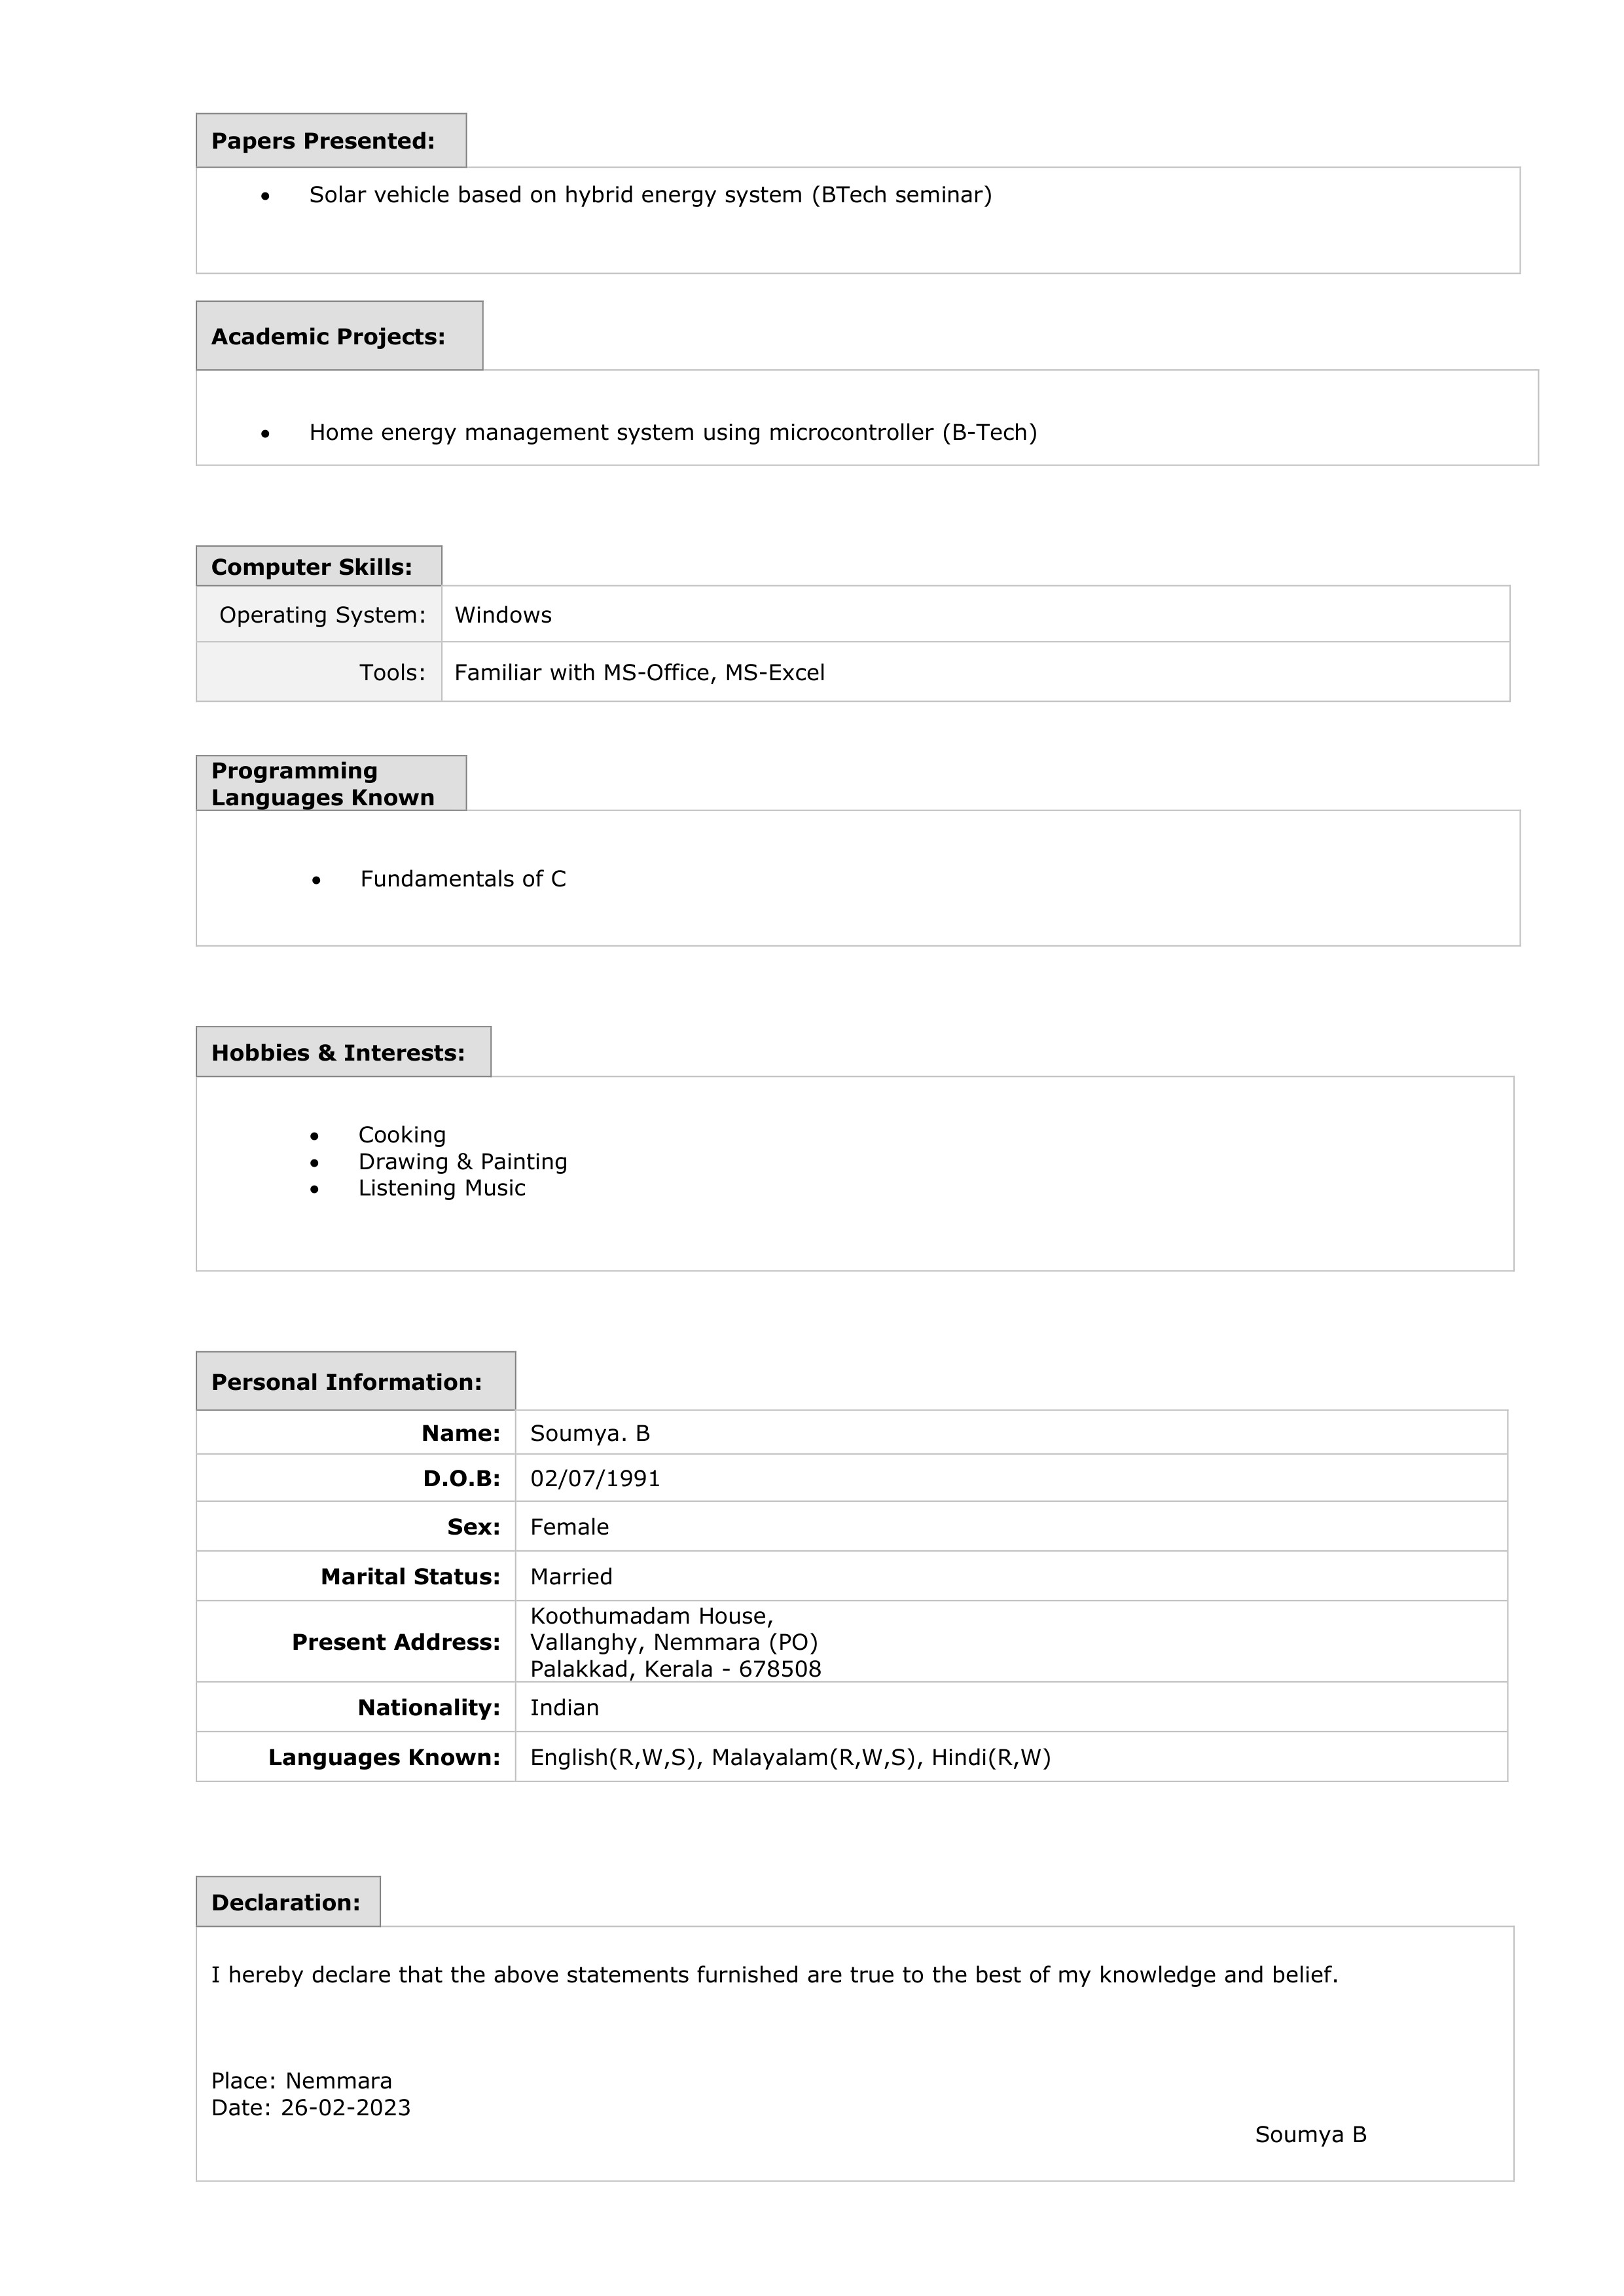 Papers Presented:
• Solar vehicle based on hybrid energy system (BTech seminar)
Academic Projects:
• Home energy management system using microcontroller (B-Tech)
Computer Skills:
Operating System: Windows
Tools: Familiar with MS-Office, MS-Excel
Programming
Languages Known
• Fundamentals of C
Hobbies & Interests:
• Cooking
• Drawing & Painting
• Listening Music
Personal Information:
Name: Soumya. B
D.O.B: 02/07/1991
Sex: Female
Marital Status: Married
Present Address: Koothumadam House,
Vallanghy, Nemmara (PO)
Palakkad, Kerala - 678508
Nationality: Indian
Languages Known: English(R,W,S), Malayalam(R,W,S), Hindi(R,W)
Declaration:
I hereby declare that the above statements furnished are true to the best of my knowledge and belief.
Place: Nemmara
Date: 26-02-2023
Soumya B